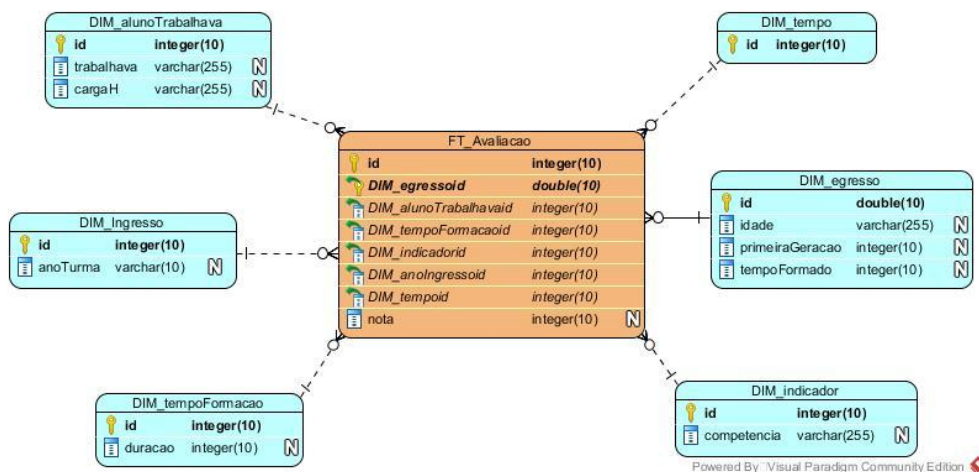 DIM_alunoTrabalhava
id integer(10)
trabalhava varchar(255) N
cargaH varchar(255) N
DIM_tempo
id integer(10)
FT_Avaliacao
id integer(10)
DIM_egressoid double(10)
DIM_alunoTrabalhavaid integer(10)
DIM_tempoFormacaoid integer(10)
DIM_indicadorid integer(10)
DIM_anoIngressoid integer(10)
DIM_tempoid integer(10)
nota integer(10) N
DIM_egresso
id double(10)
idade varchar(255) N
primeiraGeracao integer(10) N
tempoFormado integer(10) N
DIM_Ingresso
id integer(10)
anoTurma varchar(10) N
DIM_tempoFormacao
id integer(10)
duracao integer(10) N
DIM_indicador
id integer(10)
competencia varchar(255) N
Powered By Visual Paradigm Community Edition